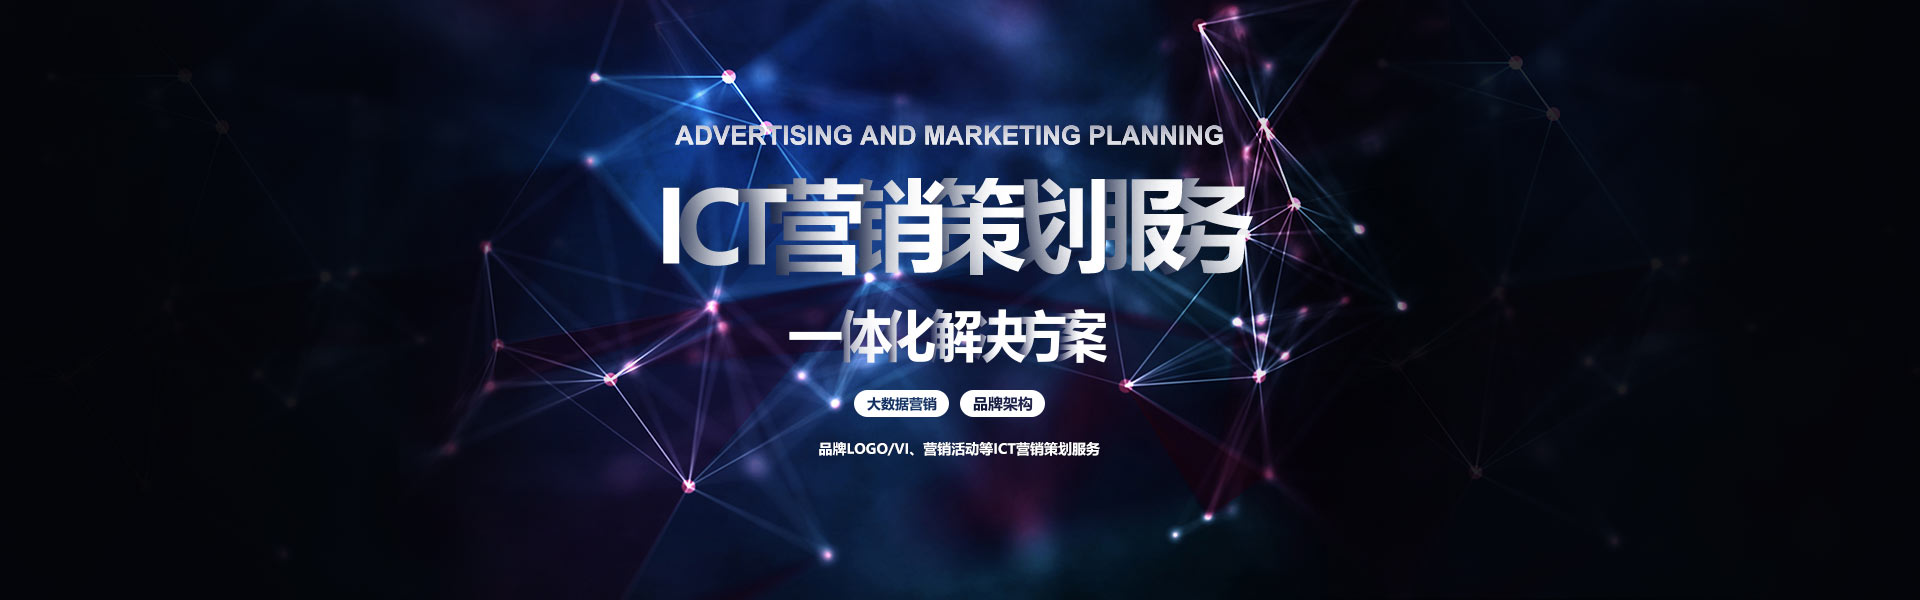 ADVERTISING AND MARKETING PLANNING
ICT营销策划服务
一体化解决方案
大数据营销 品牌架构
品牌LOGO/VI、营销活动等ICT营销策划服务